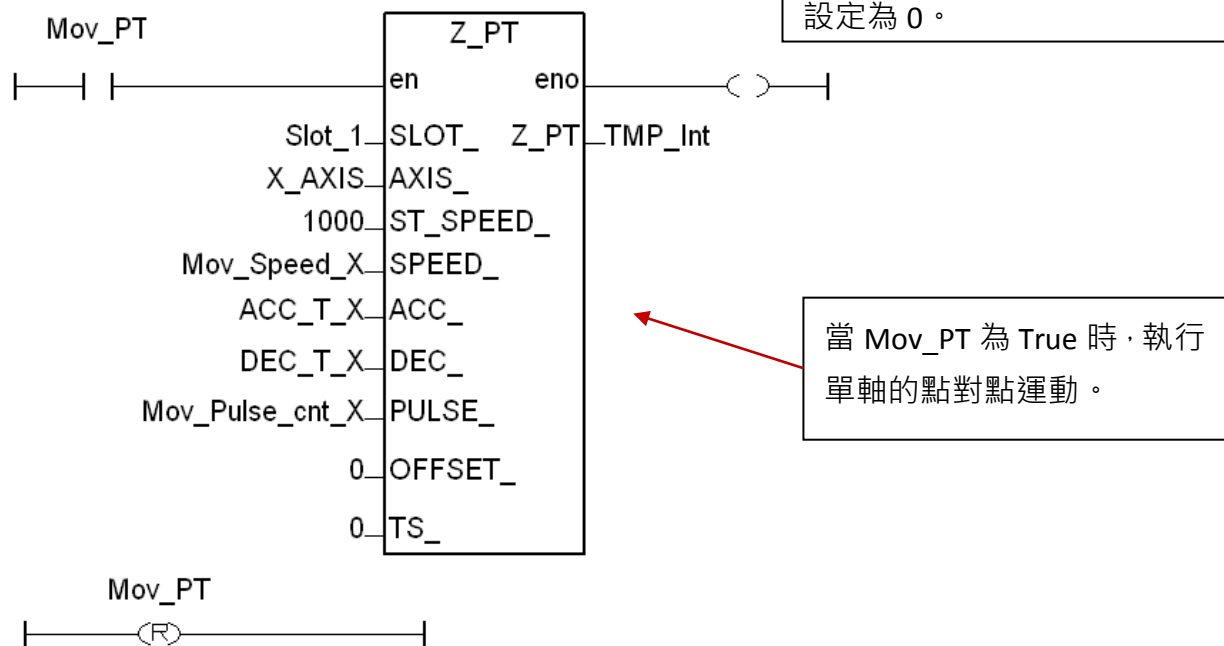 設定為 0。
Mov_PT
Z_PT
en eno
Slot_1 SLOT_ Z_PT TMP_Int
X_AXIS AXIS_
1000 ST_SPEED_
Mov_Speed_X SPEED_
ACC_T_X ACC_
DEC_T_X DEC_
Mov_Pulse_cnt_X PULSE_
0 OFFSET_
0 TS_
當 Mov_PT 為 True 時，執行
單軸的點對點運動。
Mov_PT
(R)